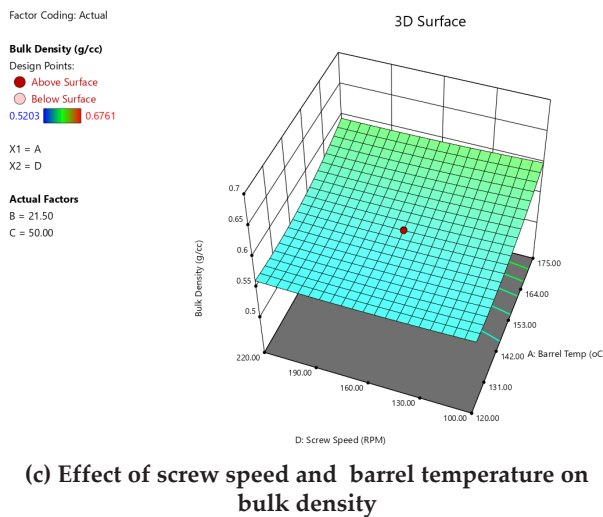 Factor Coding: Actual
3D Surface
Bulk Density (g/cc)
Design Points:
Above Surface
Below Surface
0.5203 0.6761
X1 = A
X2 = D
Actual Factors
B = 21.50
C = 50.00
0.7
0.65
0.6
0.55
0.5
Bulk Density (g/cc)
220.00
190.00
160.00
130.00
100.00
D: Screw Speed (RPM)
120.00
131.00
142.00
153.00
164.00
175.00
A: Barrel Temp (oC
(c) Effect of screw speed and barrel temperature on
bulk density